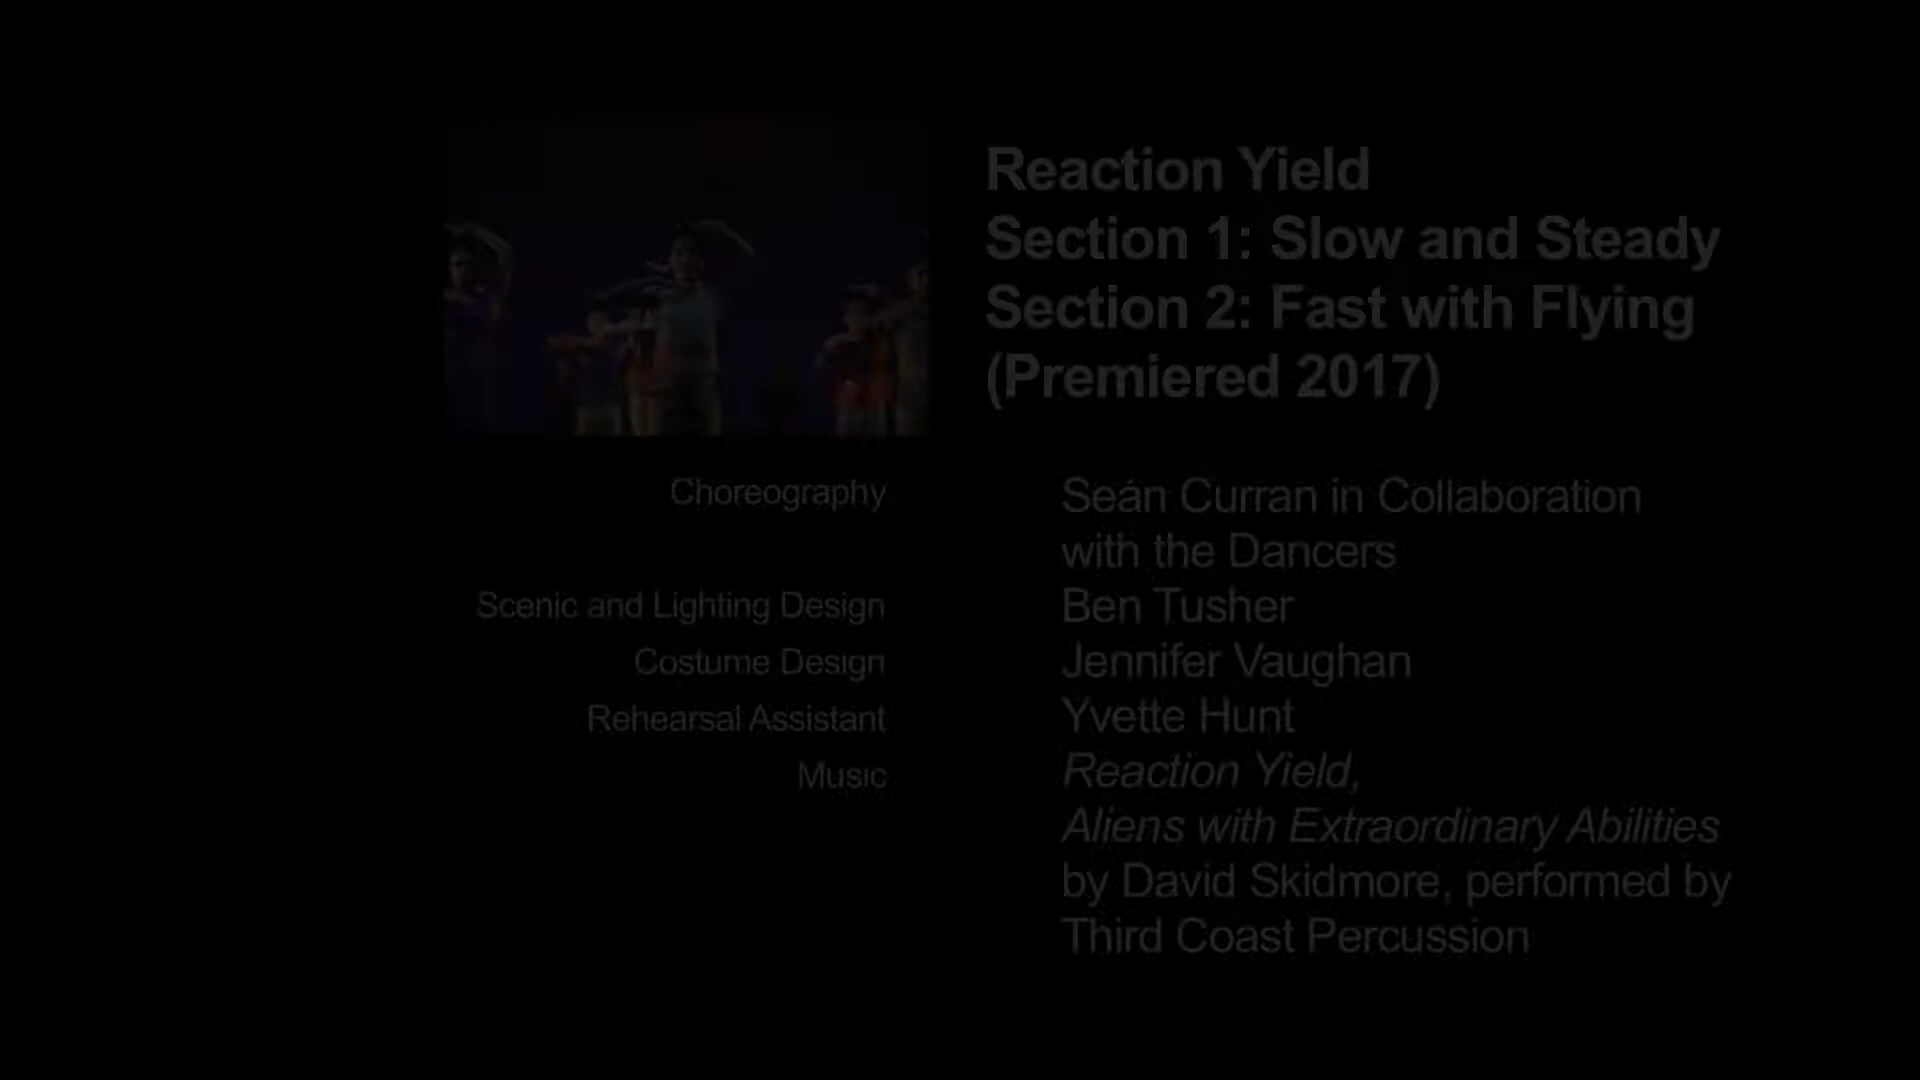 Reaction Yield
Section 1: Slow and Steady
Section 2: Fast with Flying
(Premiered 2017)
Choreography
Seán Curran in Collaboration
with the Dancers
Scenic and Lighting Design
Ben Tusher
Costume Design
Jennifer Vaughan
Rehearsal Assistant
Yvette Hunt
Music
Reaction Yield,
Aliens with Extraordinary Abilities
by David Skidmore, performed by
Third Coast Percussion